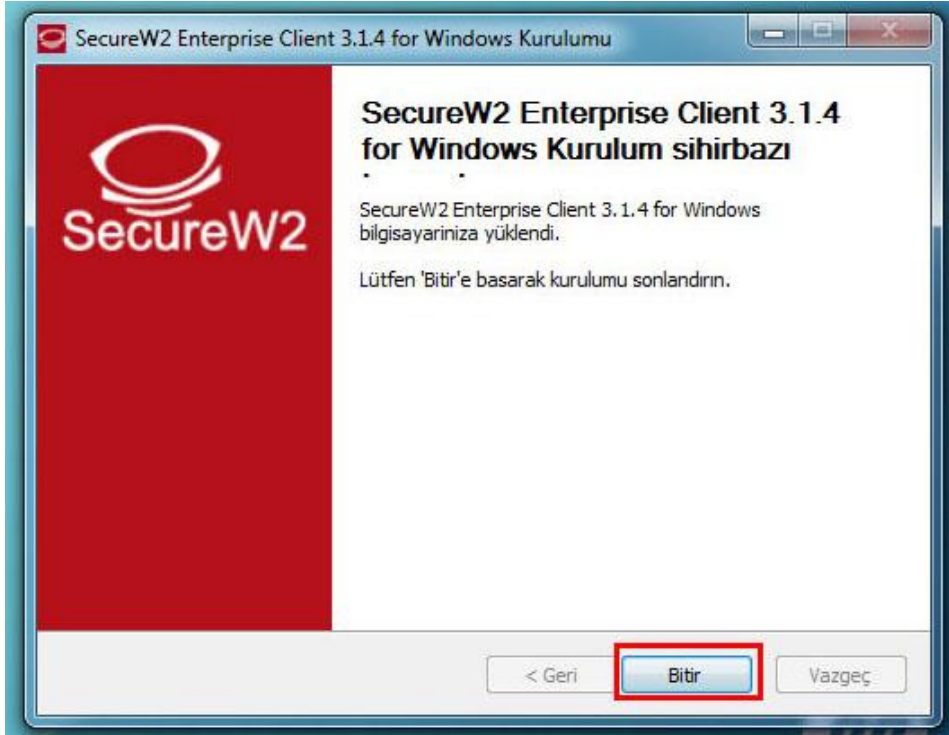 SecureW2 Enterprise Client 3.1.4 for Windows Kurulumu
SecureW2 Enterprise Client 3.1.4
for Windows Kurulum sihirbazı
SecureW2
SecureW2 Enterprise Client 3.1.4 for Windows
bilgisayariniza yüklendi.
Lütfen 'Bitir'e basarak kurulumu sonlandırın.
< Geri
Bitir
Vazgeç